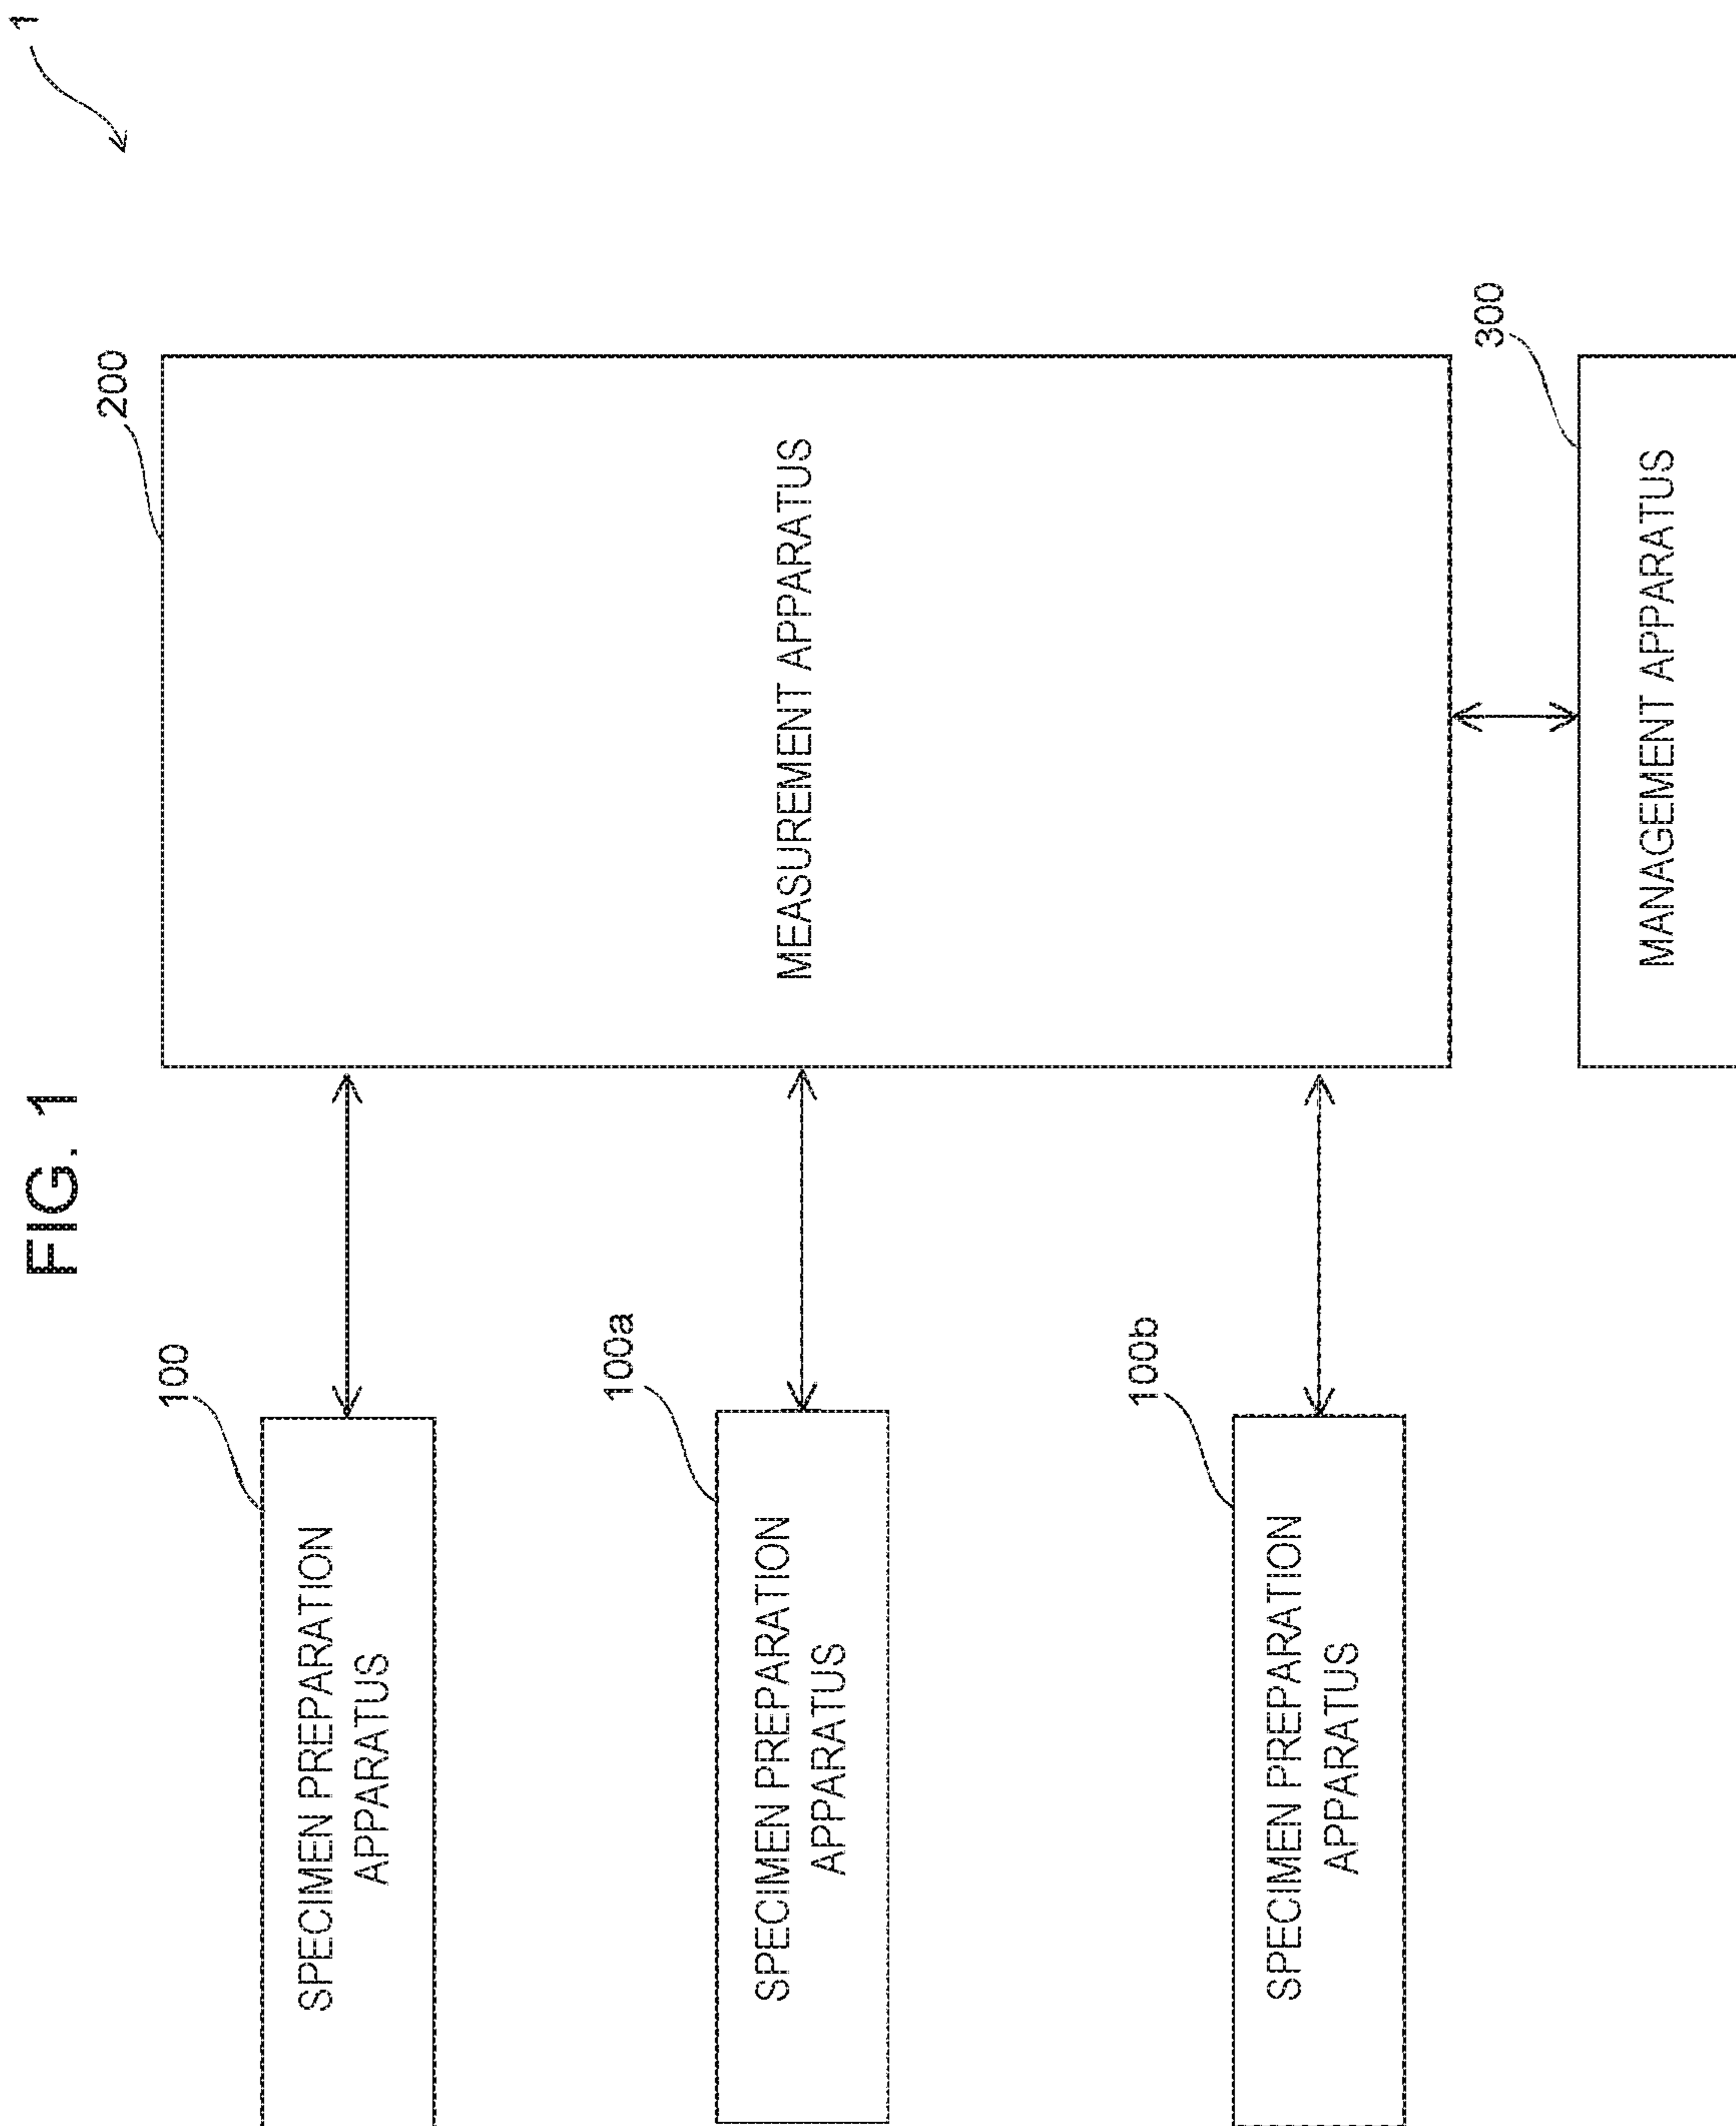 FIG. 1
1
100
SPECIMEN PREPARATION
APPARATUS
100a
SPECIMEN PREPARATION
APPARATUS
100b
SPECIMEN PREPARATION
APPARATUS
200
MEASUREMENT APPARATUS
300
MANAGEMENT APPARATUS